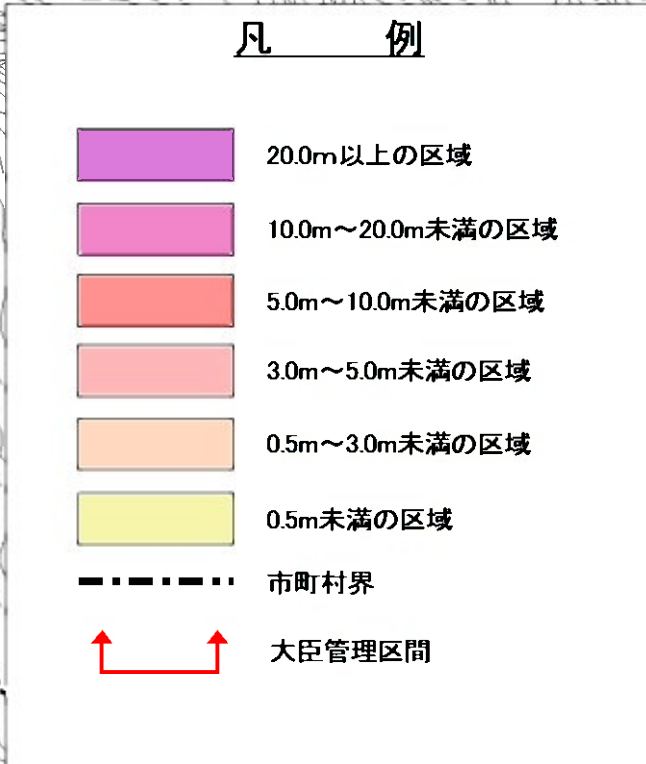 凡　例
20.0m以上の区域
10.0m～20.0m未満の区域
5.0m～10.0m未満の区域
3.0m～5.0m未満の区域
0.5m～3.0m未満の区域
0.5m未満の区域
市町村界
大臣管理区間